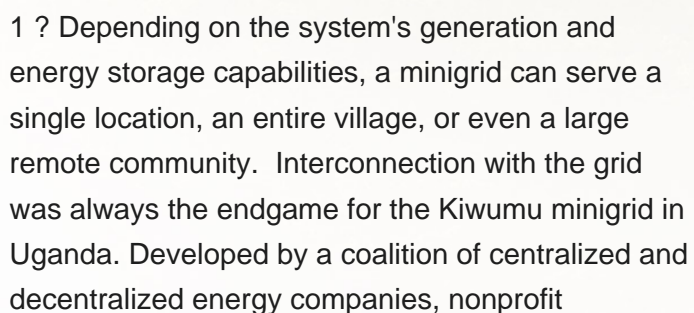 1 ? Depending on the system's generation and
energy storage capabilities, a minigrid can serve a
single location, an entire village, or even a large
remote community.  Interconnection with the grid
was always the endgame for the Kiwumu minigrid in
Uganda. Developed by a coalition of centralized and
decentralized energy companies, nonprofit